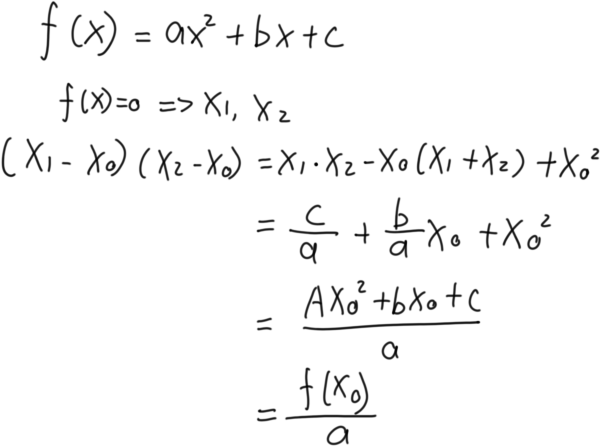 f(x) = ax² + bx + c
f(x)=0 => x₁, x₂
(x₁ - x₀)(x₂ - x₀) = x₁·x₂ - x₀(x₁ + x₂) + x₀²
= c/a + b/a x₀ + x₀²
= (Ax₀² + bx₀ + c)/a
= f(x₀)/a